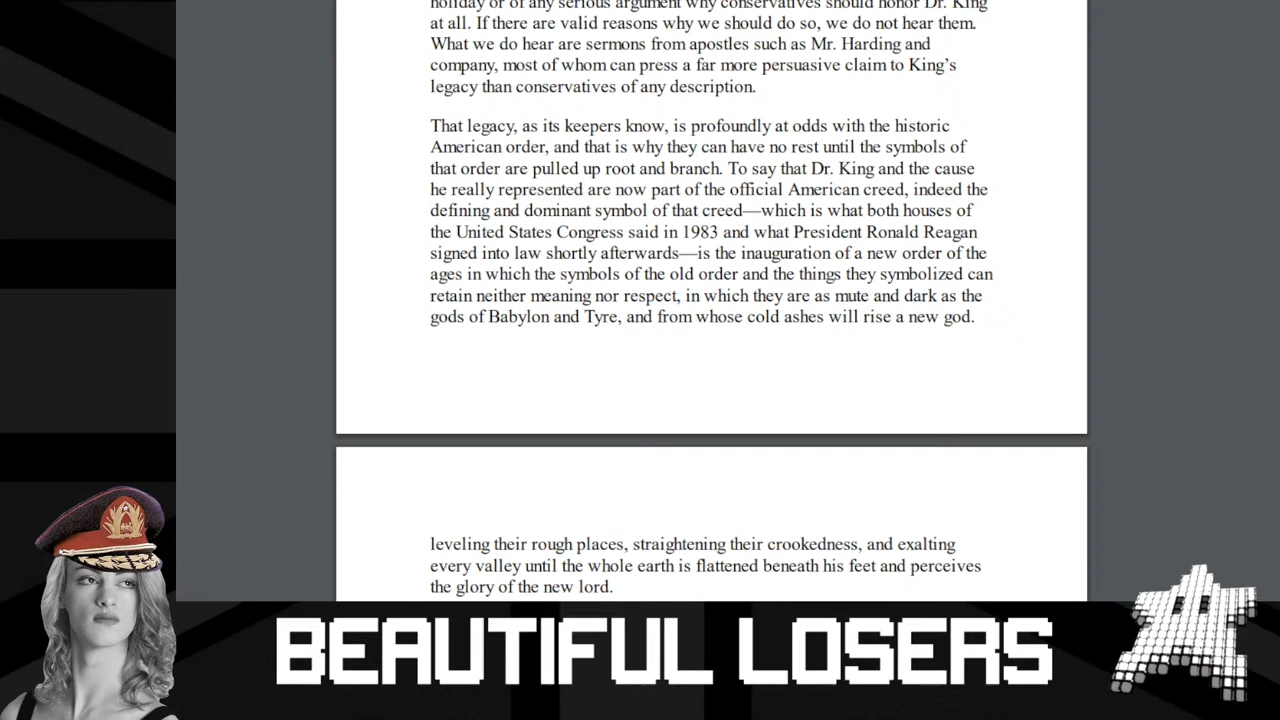 holiday or of any serious argument why conservatives should honor Dr. King
at all. If there are valid reasons why we should do so, we do not hear them.
What we do hear are sermons from apostles such as Mr. Harding and
company, most of whom can press a far more persuasive claim to King’s
legacy than conservatives of any description.
That legacy, as its keepers know, is profoundly at odds with the historic
American order, and that is why they can have no rest until the symbols of
that order are pulled up root and branch. To say that Dr. King and the cause
he really represented are now part of the official American creed, indeed the
defining and dominant symbol of that creed—which is what both houses of
the United States Congress said in 1983 and what President Ronald Reagan
signed into law shortly afterwards—is the inauguration of a new order of the
ages in which the symbols of the old order and the things they symbolized can
retain neither meaning nor respect, in which they are as mute and dark as the
gods of Babylon and Tyre, and from whose cold ashes will rise a new god.
leveling their rough places, straightening their crookedness, and exalting
every valley until the whole earth is flattened beneath his feet and perceives
the glory of the new lord.
BEAUTIFUL LOSERS